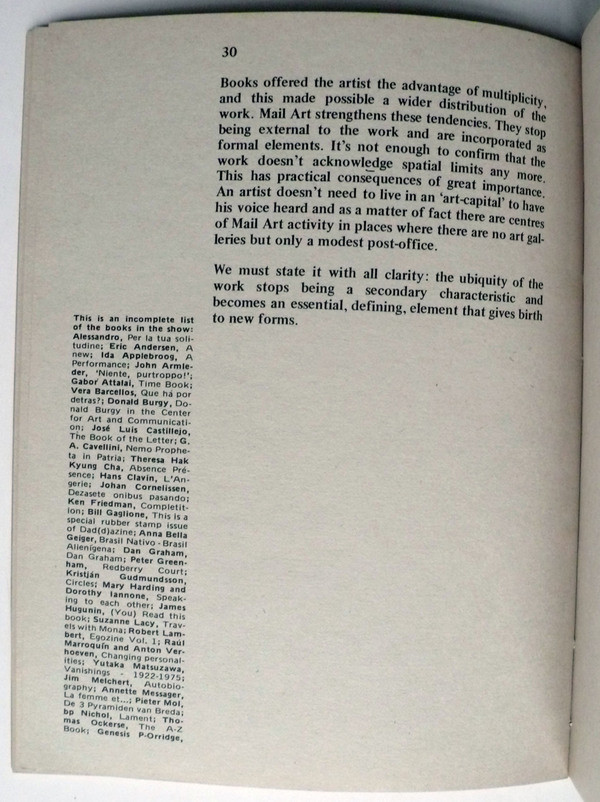 30
Books offered the artist the advantage of multiplicity,
and this made possible a wider distribution of the
work. Mail Art strengthens these tendencies. They stop
being external to the work and are incorporated as
formal elements. It's not enough to confirm that the
work doesn't acknowledge spatial limits any more.
This has practical consequences of great importance.
An artist doesn't need to live in an 'art-capital' to have
his voice heard and as a matter of fact there are centres
of Mail Art activity in places where there are no art gal-
leries but only a modest post-office.
We must state it with all clarity: the ubiquity of the
work stops being a secondary characteristic and
becomes an essential, defining, element that gives birth
to new forms.
This is an incomplete list
of the books in the show:
Alessandro, Per la tua soli-
tudine; Eric Andersen, A
new; Ida Applebroog, A
Performance; John Armle-
der, 'Niente, purtroppo!';
Gabor Attalai, Time Book;
Vera Barcellos, Que há por
detras?; Donald Burgy, Do-
nald Burgy in the Center
for Art and Communicati-
on; José Luis Castillejo,
The Book of the Letter; G.
A. Cavellini, Nemo Prophe-
ta in Patria; Theresa Hak
Kyung Cha, Absence Pré-
sence; Hans Clavin, L'An-
gerie; Johan Cornelissen,
Dezasete onibus pasando;
Ken Friedman, Completit-
ion; Bill Gaglione, This is a
special rubber stamp issue
of Dad(d)azine; Anna Bella
Geiger, Brasil Nativo - Brasil
Alienígena; Dan Graham,
Dan Graham; Peter Green-
ham, Redberry Court;
Kristján Gudmundsson,
Circles; Mary Harding and
Dorothy Iannone, Speak-
ing to each other; James
Hugunin, (You) Read this
book; Suzanne Lacy, Trav-
els with Mona; Robert Lam-
bert, Egozine Vol. 1; Raúl
Marroquín and Anton Ver-
hoeven, Changing personal-
ities; Yutaka Matsuzawa,
Vanishings - 1922-1975;
Jim Melchert, Autobio-
graphy; Annette Messager,
La femme et...; Pieter Mol,
De 3 Pyramiden van Breda;
bp Nichol, Lament; Tho-
mas Ockerse, The A-Z
Book; Genesis P-Orridge,